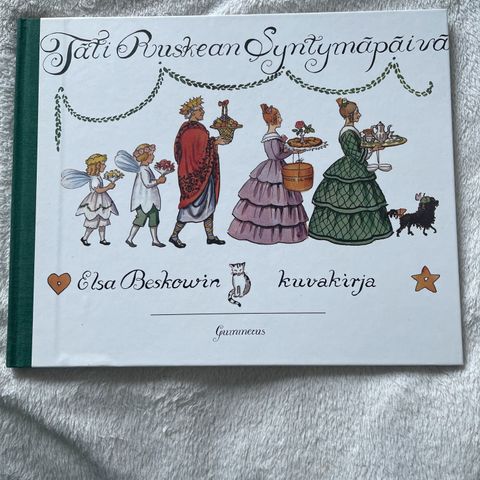 Täti Ruskean Syntymäpäivä
Elsa Beskowin kuvakirja
Gummerus